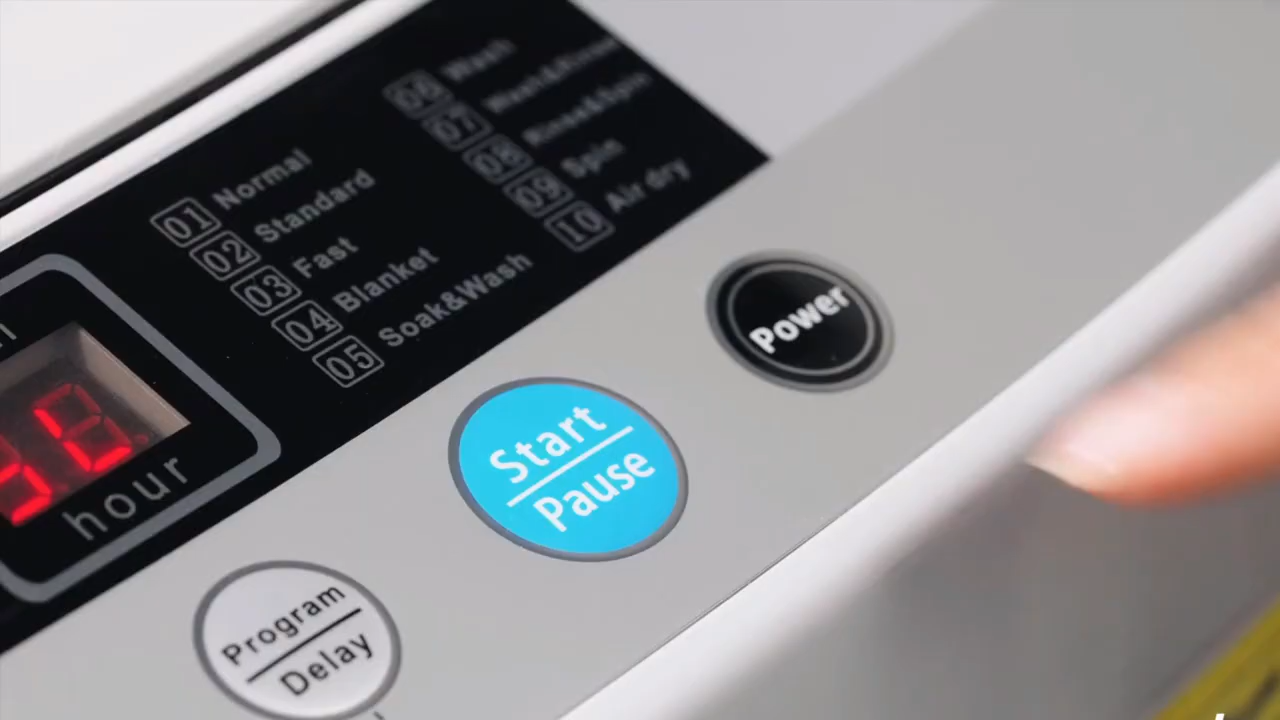 01 Normal
02 Standard
03 Fast
04 Blanket
05 Soak&Wash
06 Wash
07 Wash&Rinse
08 Rinse&Spin
09 Spin
10 Air dry
hour
Power
Start
Pause
Program
Delay